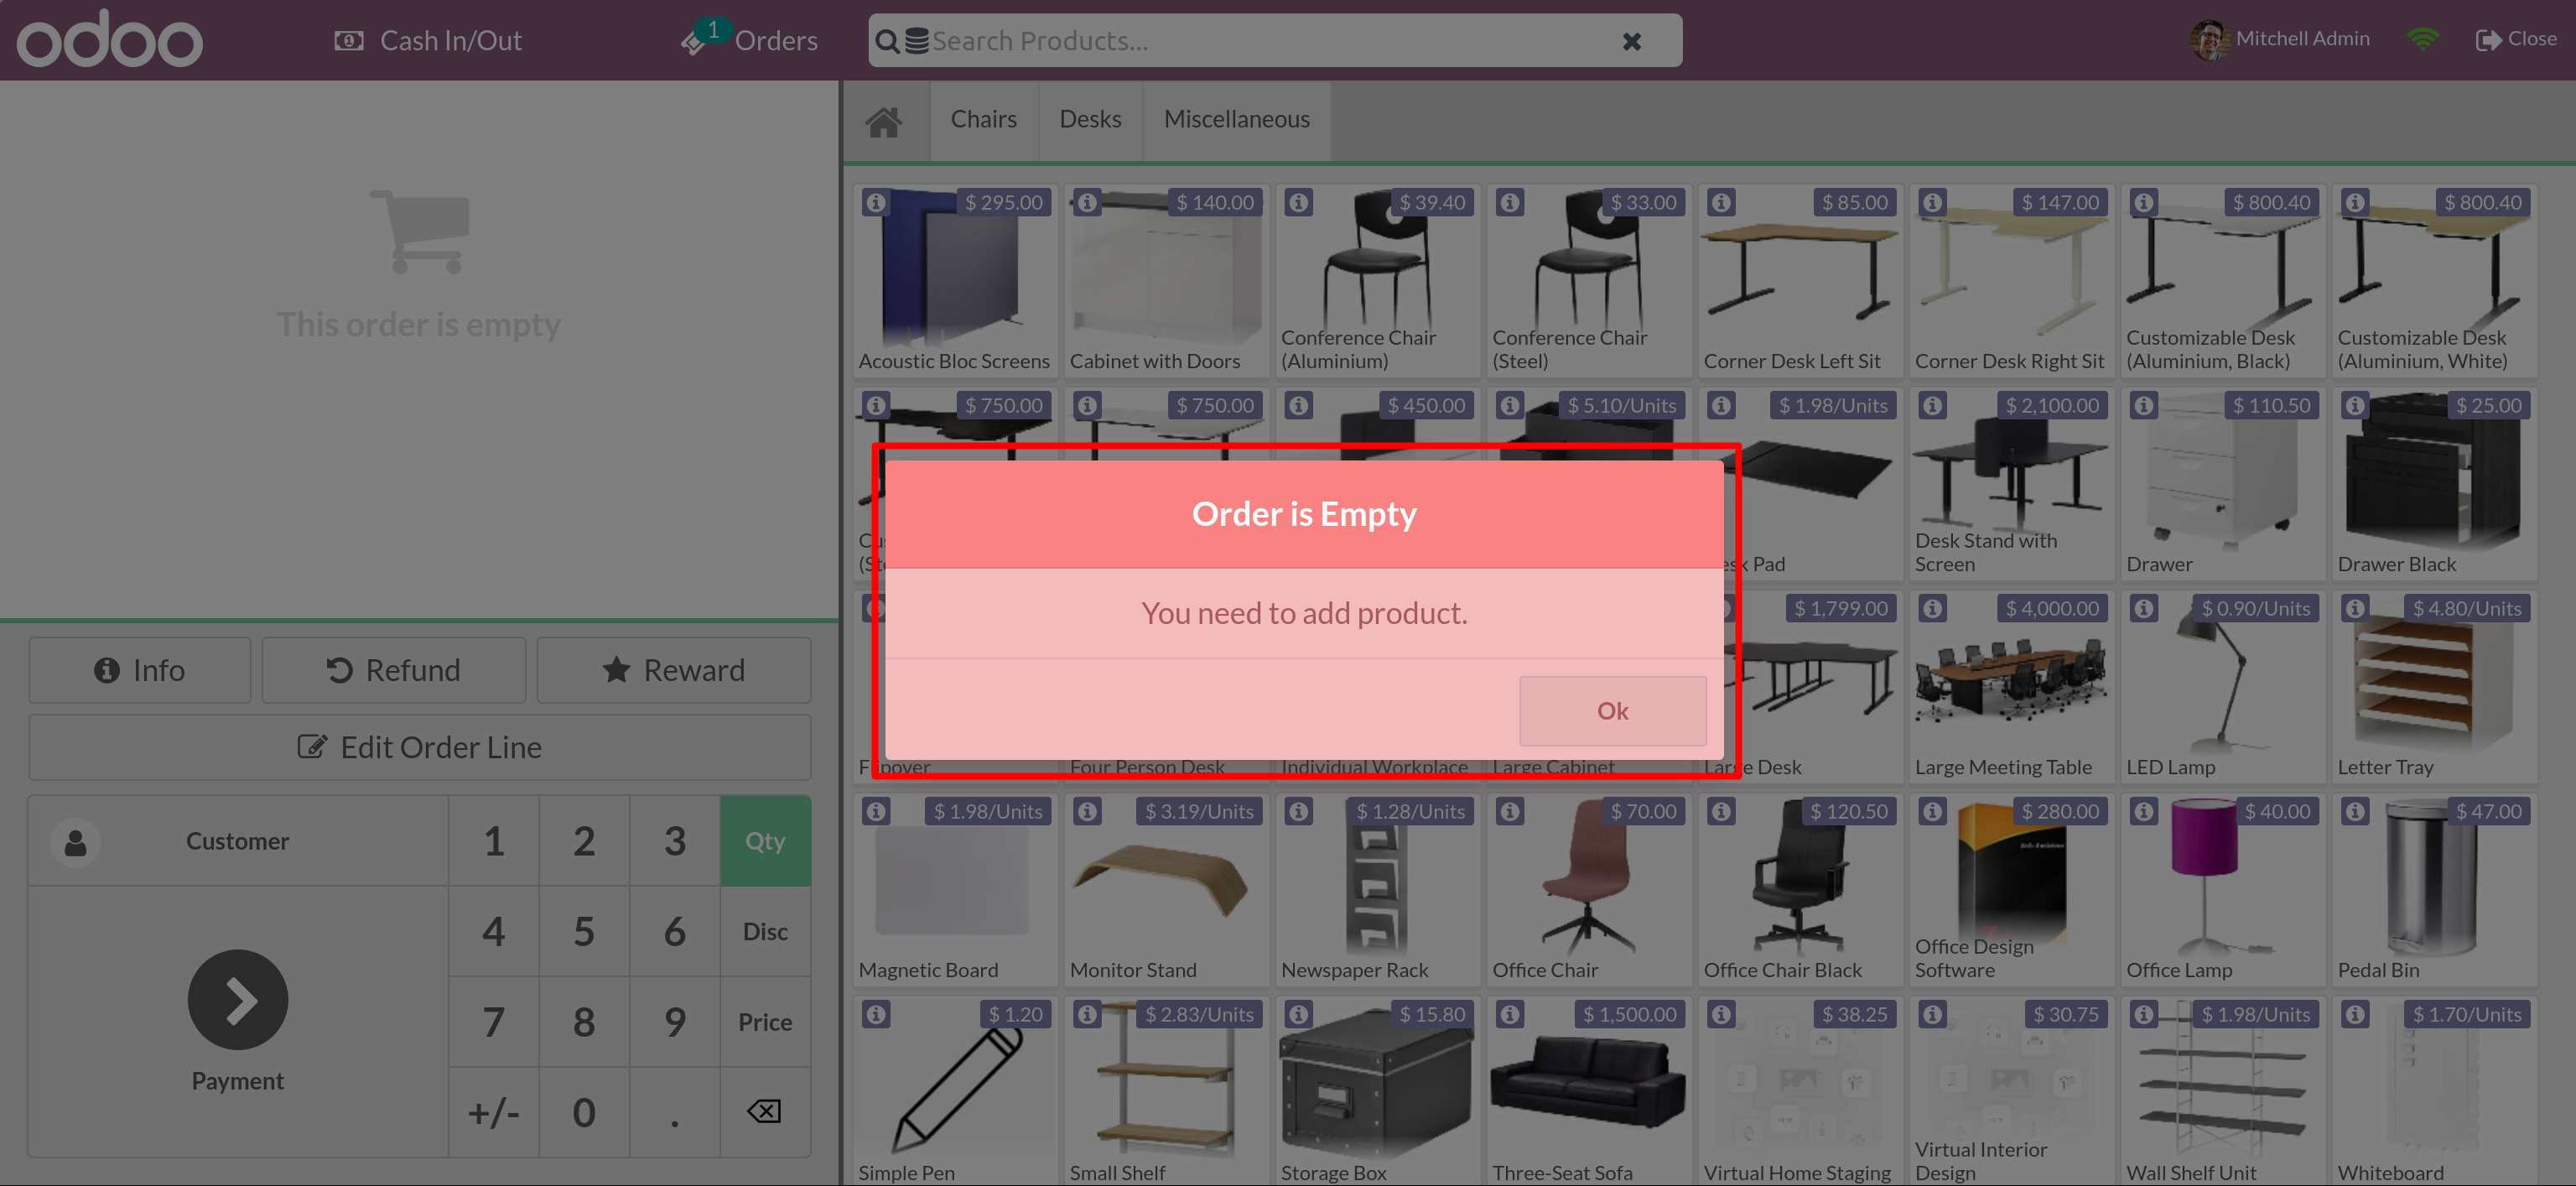 odoo
Cash In/Out
1
Orders
Search Products...
Mitchell Admin
Close
This order is empty
Info
Refund
Reward
Edit Order Line
Customer
Payment
1 2 3 Qty
4 5 6 Disc
7 8 9 Price
+/- 0 .
Chairs Desks Miscellaneous
$ 295.00
Acoustic Bloc Screens
$ 140.00
Cabinet with Doors
$ 39.40
Conference Chair
(Aluminium)
$ 33.00
Conference Chair
(Steel)
$ 85.00
Corner Desk Left Sit
$ 147.00
Corner Desk Right Sit
$ 800.40
Customizable Desk
(Aluminium, Black)
$ 800.40
Customizable Desk
(Aluminium, White)
$ 750.00
$ 750.00
$ 450.00
$ 5.10/Units
$ 1.98/Units
Pad
$ 2,100.00
Desk Stand with
Screen
$ 110.50
Drawer
$ 25.00
Drawer Black
Order is Empty
You need to add product.
Ok
Flipover
Four Person Desk
Individual Workplace
Large Cabinet
$ 1,799.00
Large Desk
$ 4,000.00
Large Meeting Table
$ 0.90/Units
LED Lamp
$ 4.80/Units
Letter Tray
$ 1.98/Units
Magnetic Board
$ 3.19/Units
Monitor Stand
$ 1.28/Units
Newspaper Rack
$ 70.00
Office Chair
$ 120.50
Office Chair Black
$ 280.00
Office Design
Software
$ 40.00
Office Lamp
$ 47.00
Pedal Bin
$ 1.20
Simple Pen
$ 2.83/Units
Small Shelf
$ 15.80
Storage Box
$ 1,500.00
Three-Seat Sofa
$ 38.25
Virtual Home Staging
$ 30.75
Virtual Interior
Design
$ 1.98/Units
Wall Shelf Unit
$ 1.70/Units
Whiteboard